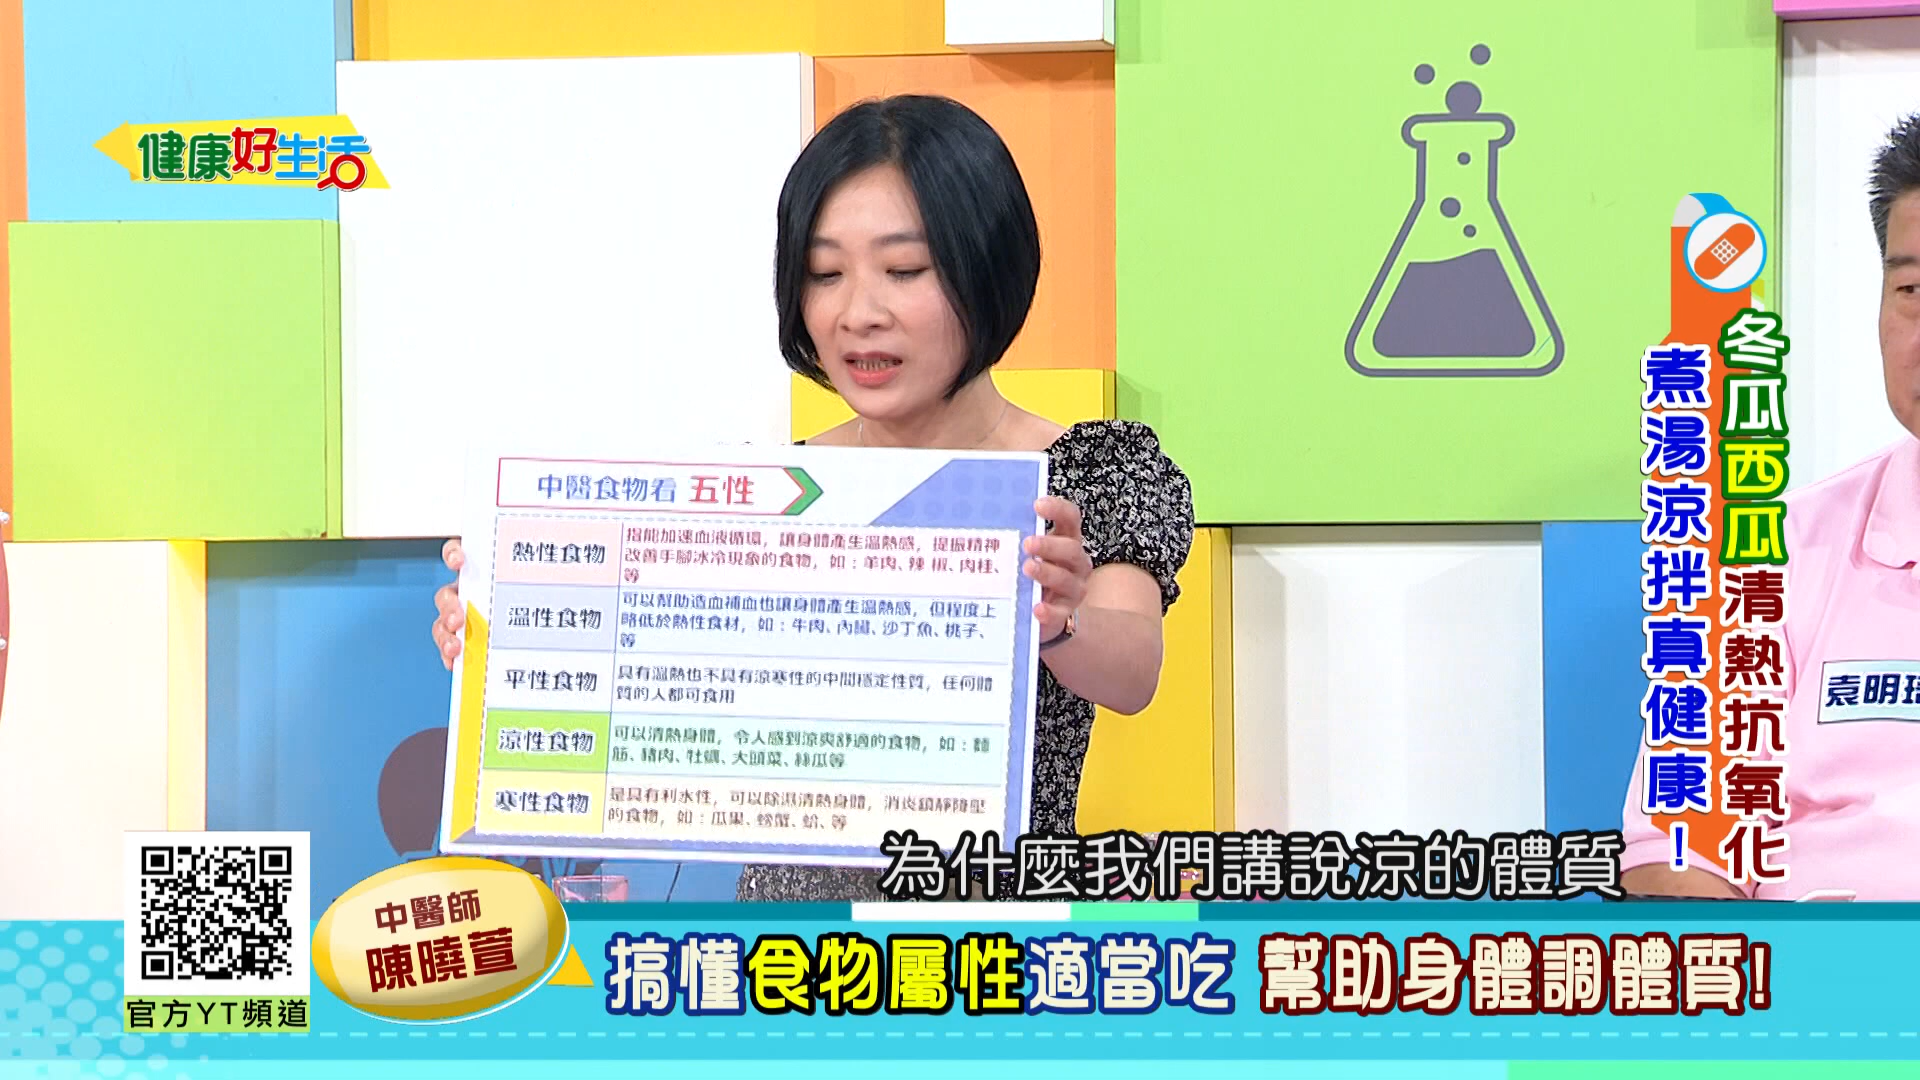 健康好生活
冬瓜西瓜清熱抗氧化
煮湯涼拌真健康！
中醫食物看 五性
熱性食物
指能加速血液循環，讓身體產生溫熱感，提振精神
改善手腳冰冷現象的食物，如：羊肉、辣 椒、肉桂、
等
溫性食物
可以幫助造血補血也讓身體產生溫熱感，但程度上
略低於熱性食材，如：牛肉、內臟、沙丁魚、桃子、
等
平性食物
具有溫熱也不具有涼寒性的中間穩定性質，任何體
質的人都可食用
涼性食物
可以清熱身體，令人感到涼爽舒適的食物，如：麵
筋、豬肉、牡蠣、大頭菜、絲瓜等
寒性食物
是具有利水性，可以除濕清熱身體，消炎鎮靜降壓
的食物，如：瓜果、螃蟹、蛤、等
袁明
為什麼我們講說涼的體質
中醫師
陳曉萱
搞懂食物屬性適當吃 幫助身體調體質!
官方YT頻道